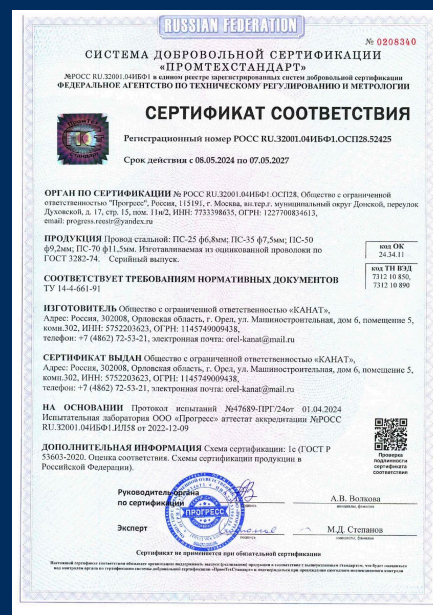 RUSSIAN FEDERATION
№ 0208340
СИСТЕМА ДОБРОВОЛЬНОЙ СЕРТИФИКАЦИИ
«ПРОМТЕХСТАНДАРТ»
№РОСС RU.32001.04ИБФ1 в едином реестре зарегистрированных систем добровольной сертификации
ФЕДЕРАЛЬНОЕ АГЕНТСТВО ПО ТЕХНИЧЕСКОМУ РЕГУЛИРОВАНИЮ И МЕТРОЛОГИИ
СЕРТИФИКАТ СООТВЕТСТВИЯ
Регистрационный номер РОСС RU.32001.04ИБФ1.ОСП28.52425
Срок действия с 08.05.2024 по 07.05.2027
ОРГАН ПО СЕРТИФИКАЦИИ № РОСС RU.32001.04ИБФ1.ОСП28, Общество с ограниченной
ответственностью "Прогресс", Россия, 115191, г. Москва, вн.тер.г. муниципальный округ Донской, переулок
Духовской, д. 17, стр. 15, пом. 11н/2, ИНН: 7733398635, ОГРН: 1227700834613,
email: progress.reestr@yandex.ru
ПРОДУКЦИЯ Провод стальной: ПС-25 ф6,8мм; ПС-35 ф7,5мм; ПС-50
ф9,2мм; ПС-70 ф11,5мм. Изготавливаемая из оцинкованной проволоки по
ГОСТ 3282-74. Серийный выпуск.
код ОК
24.34.11
код ТН ВЭД
7312 10 850,
7312 10 890
СООТВЕТСТВУЕТ ТРЕБОВАНИЯМ НОРМАТИВНЫХ ДОКУМЕНТОВ
ТУ 14-4-661-91
ИЗГОТОВИТЕЛЬ Общество с ограниченной ответственностью «КАНАТ»,
Адрес: Россия, 302008, Орловская область, г. Орел, ул. Машиностроительная, дом 6, помещение 5,
комн.302, ИНН: 5752203623, ОГРН: 1145749009438,
телефон: +7 (4862) 72-53-21, электронная почта: orel-kanat@mail.ru
СЕРТИФИКАТ ВЫДАН Общество с ограниченной ответственностью «КАНАТ»,
Адрес: Россия, 302008, Орловская область, г. Орел, ул. Машиностроительная, дом 6, помещение 5,
комн.302, ИНН: 5752203623, ОГРН: 1145749009438,
телефон: +7 (4862) 72-53-21, электронная почта: orel-kanat@mail.ru
НА ОСНОВАНИИ Протокол испытаний №47689-ПРГ/24от 01.04.2024
Испытательная лаборатория ООО «Прогресс» аттестат аккредитации №РОСС
RU.32001.04ИБФ1.ИЛ58 от 2022-12-09
ДОПОЛНИТЕЛЬНАЯ ИНФОРМАЦИЯ Схема сертификации: 1с (ГОСТ Р
53603-2020. Оценка соответствия. Схемы сертификации продукции в
Российской Федерации).
Проверка
подлинности
сертификата
соответствия
Руководитель органа
по сертификации
А.В. Волкова
ПРОГРЕСС
Эксперт
М.Д. Степанов
Сертификат не применяется при обязательной сертификации